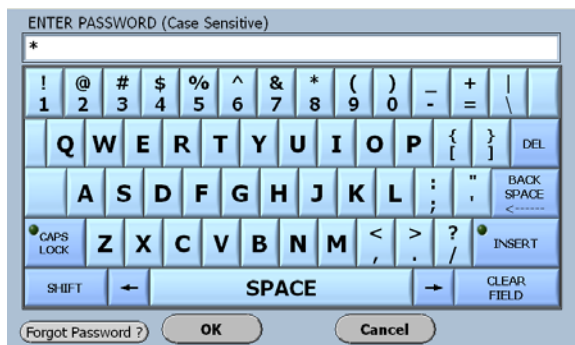 ENTER PASSWORD (Case Sensitive)
*
! @ # $ % ^ & * ( ) _ + |
1 2 3 4 5 6 7 8 9 0 - = \
Q W E R T Y U I O P { } DEL
[ ]
A S D F G H J K L : " BACK SPACE <------
; '
CAPS LOCK Z X C V B N M < > ? INSERT
, . /
SHIFT ← SPACE → CLEAR FIELD
Forgot Password ? OK Cancel